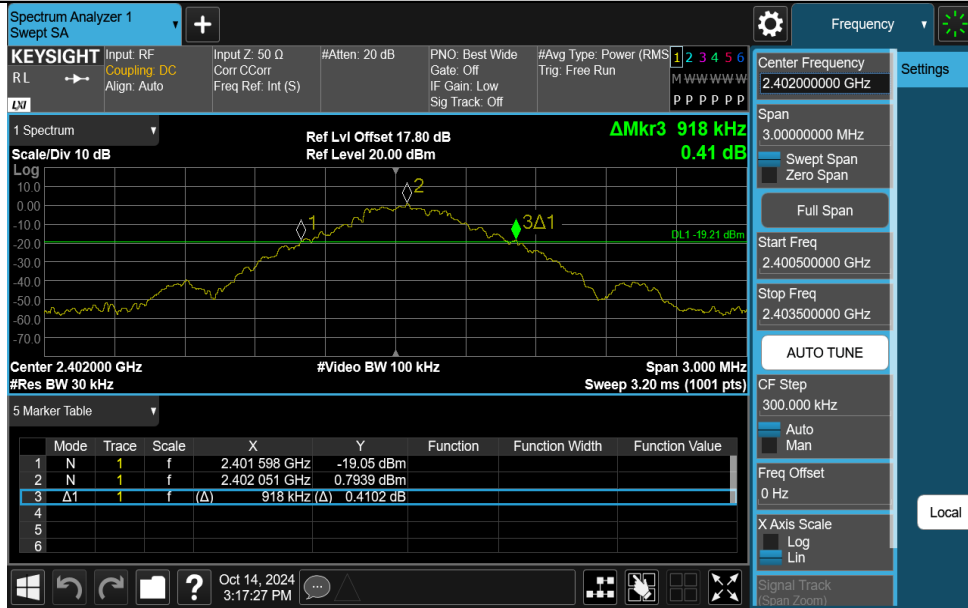 Spectrum Analyzer 1
Swept SA
+
Frequency
KEYSIGHT
RL
LXI
Input: RF
Coupling: DC
Align: Auto
Input Z: 50 Ω
Corr CCorr
Freq Ref: Int (S)
#Atten: 20 dB
PNO: Best Wide
Gate: Off
IF Gain: Low
Sig Track: Off
#Avg Type: Power (RMS
Trig: Free Run
1 2 3 4 5 6
M W W W W W
P P P P P P
1 Spectrum
Scale/Div 10 dB
Ref Lvl Offset 17.80 dB
Ref Level 20.00 dBm
ΔMkr3 918 kHz
0.41 dB
Log
10.0
0.00
-10.0
-20.0
-30.0
-40.0
-50.0
-60.0
-70.0
1
2
3Δ1
DL1 -19.21 dBm
Center 2.402000 GHz
#Video BW 100 kHz
Span 3.000 MHz
#Res BW 30 kHz
Sweep 3.20 ms (1001 pts)
5 Marker Table
Mode Trace Scale X Y Function Function Width Function Value
1 N 1 f 2.401 598 GHz -19.05 dBm
2 N 1 f 2.402 051 GHz 0.7939 dBm
3 Δ1 1 f (Δ) 918 kHz (Δ) 0.4102 dB
4
5
6
Oct 14, 2024
3:17:27 PM
?
Center Frequency
2.402000000 GHz
Settings
Span
3.00000000 MHz
Swept Span
Zero Span
Full Span
Start Freq
2.400500000 GHz
Stop Freq
2.403500000 GHz
AUTO TUNE
CF Step
300.000 kHz
Auto
Man
Freq Offset
0 Hz
Local
X Axis Scale
Log
Lin
Signal Track
(Span Zoom)